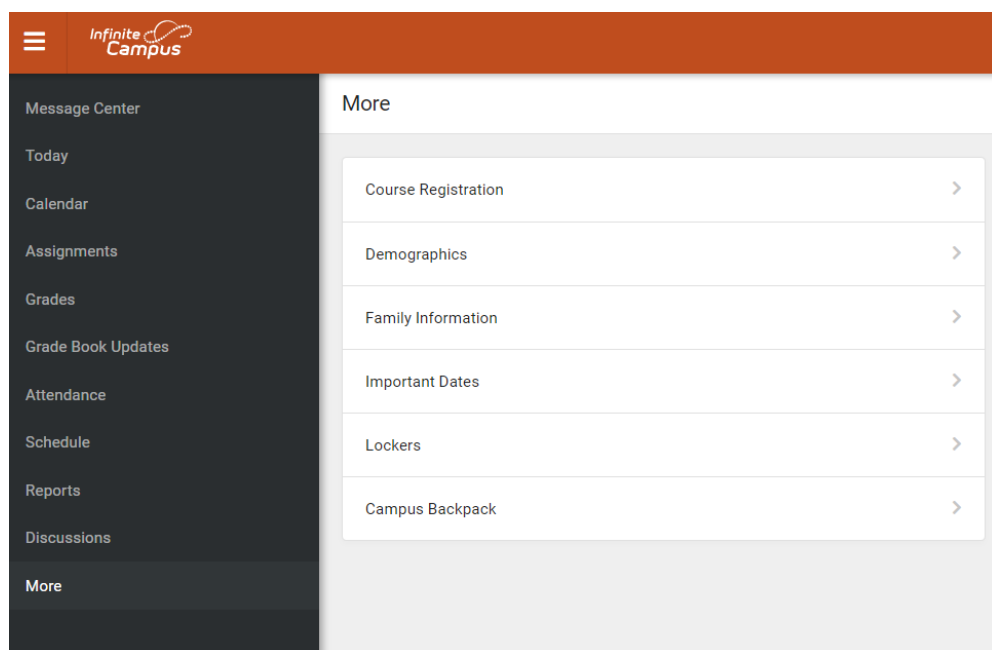 Infinite
Campus
Message Center
Today
Calendar
Assignments
Grades
Grade Book Updates
Attendance
Schedule
Reports
Discussions
More
More
Course Registration
Demographics
Family Information
Important Dates
Lockers
Campus Backpack